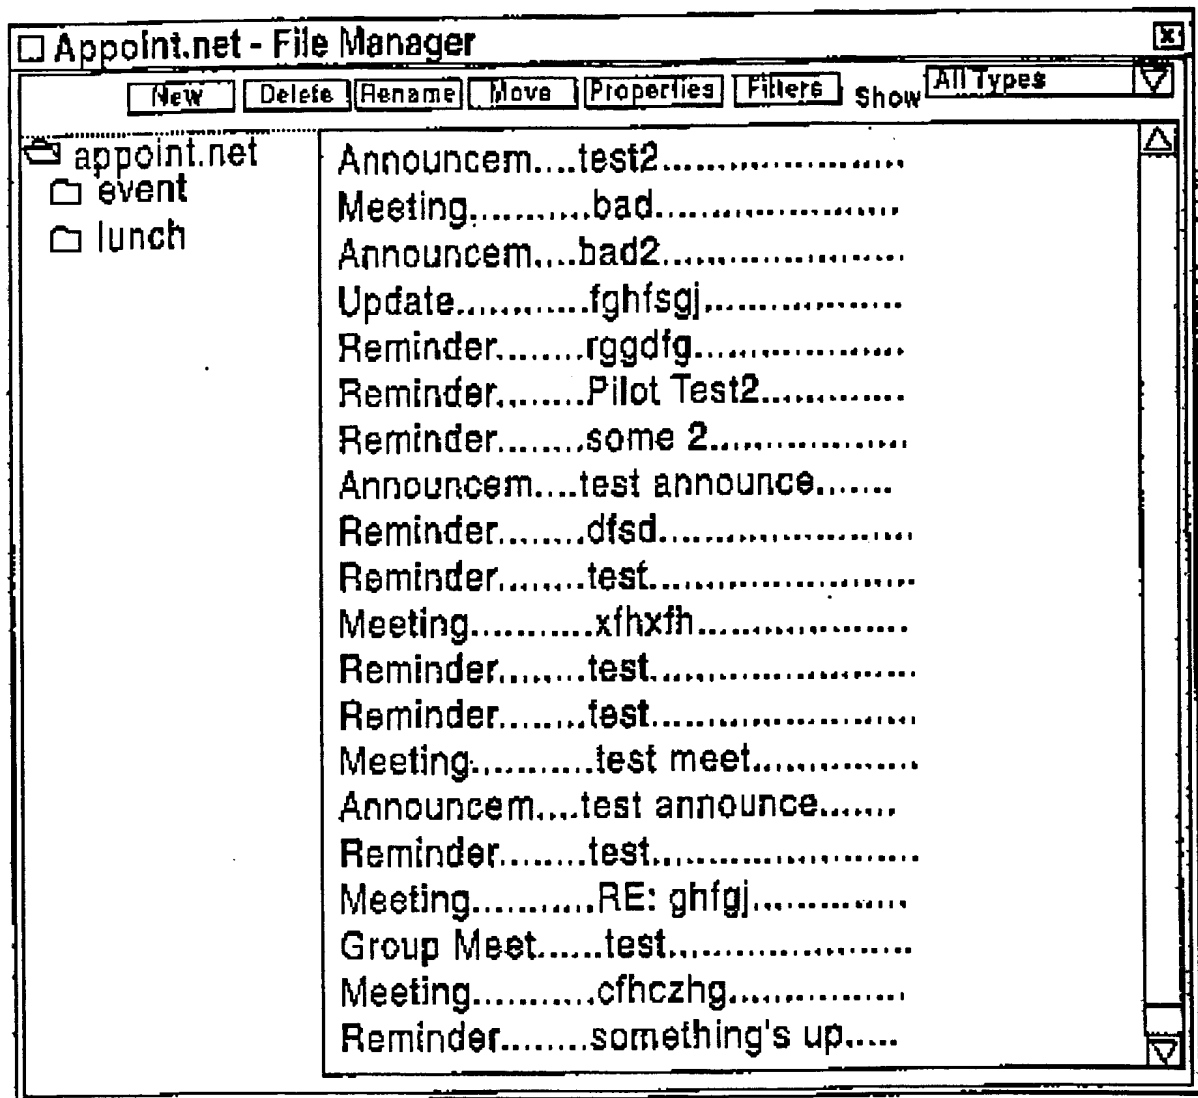 Appoint.net - File Manager
New Delete Rename Move Properties Filters Show All Types
appoint.net
event
lunch
Announcem....test2.......................
Meeting............bad.......................
Announcem....bad2.......................
Update.............fghfsgj...................
Reminder........rggdfg.....................
Reminder........Pilot Test2..............
Reminder........some 2...................
Announcem....test announce.......
Reminder........dfsd.........................
Reminder........test..........................
Meeting............xfhxfh.....................
Reminder........test..........................
Reminder........test..........................
Meeting............test meet................
Announcem....test announce.......
Reminder........test..........................
Meeting............RE: ghfgj...............
Group Meet......test........................
Meeting............cfhczhg.................
Reminder........something's up.....